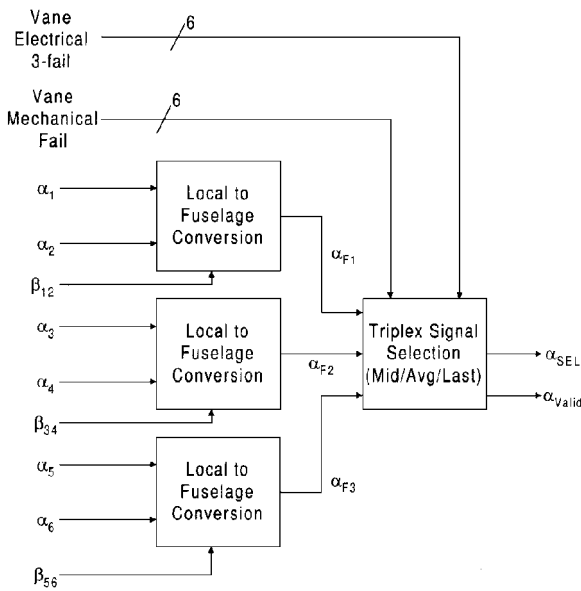 Vane
Electrical
3-fail
6
Vane
Mechanical
Fail
6
α1
α2
β12
Local to
Fuselage
Conversion
αF1
α3
α4
β34
Local to
Fuselage
Conversion
αF2
α5
α6
β56
Local to
Fuselage
Conversion
αF3
Triplex Signal
Selection
(Mid/Avg/Last)
αSEL
αValid